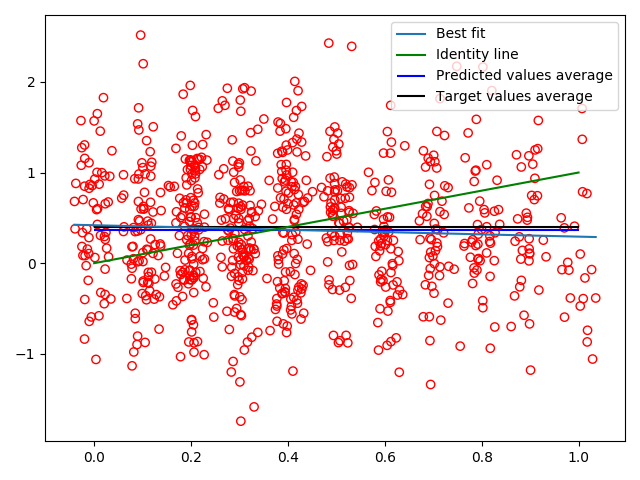 Best fit
Identity line
Predicted values average
Target values average
2
1
0
−1
0.0 0.2 0.4 0.6 0.8 1.0